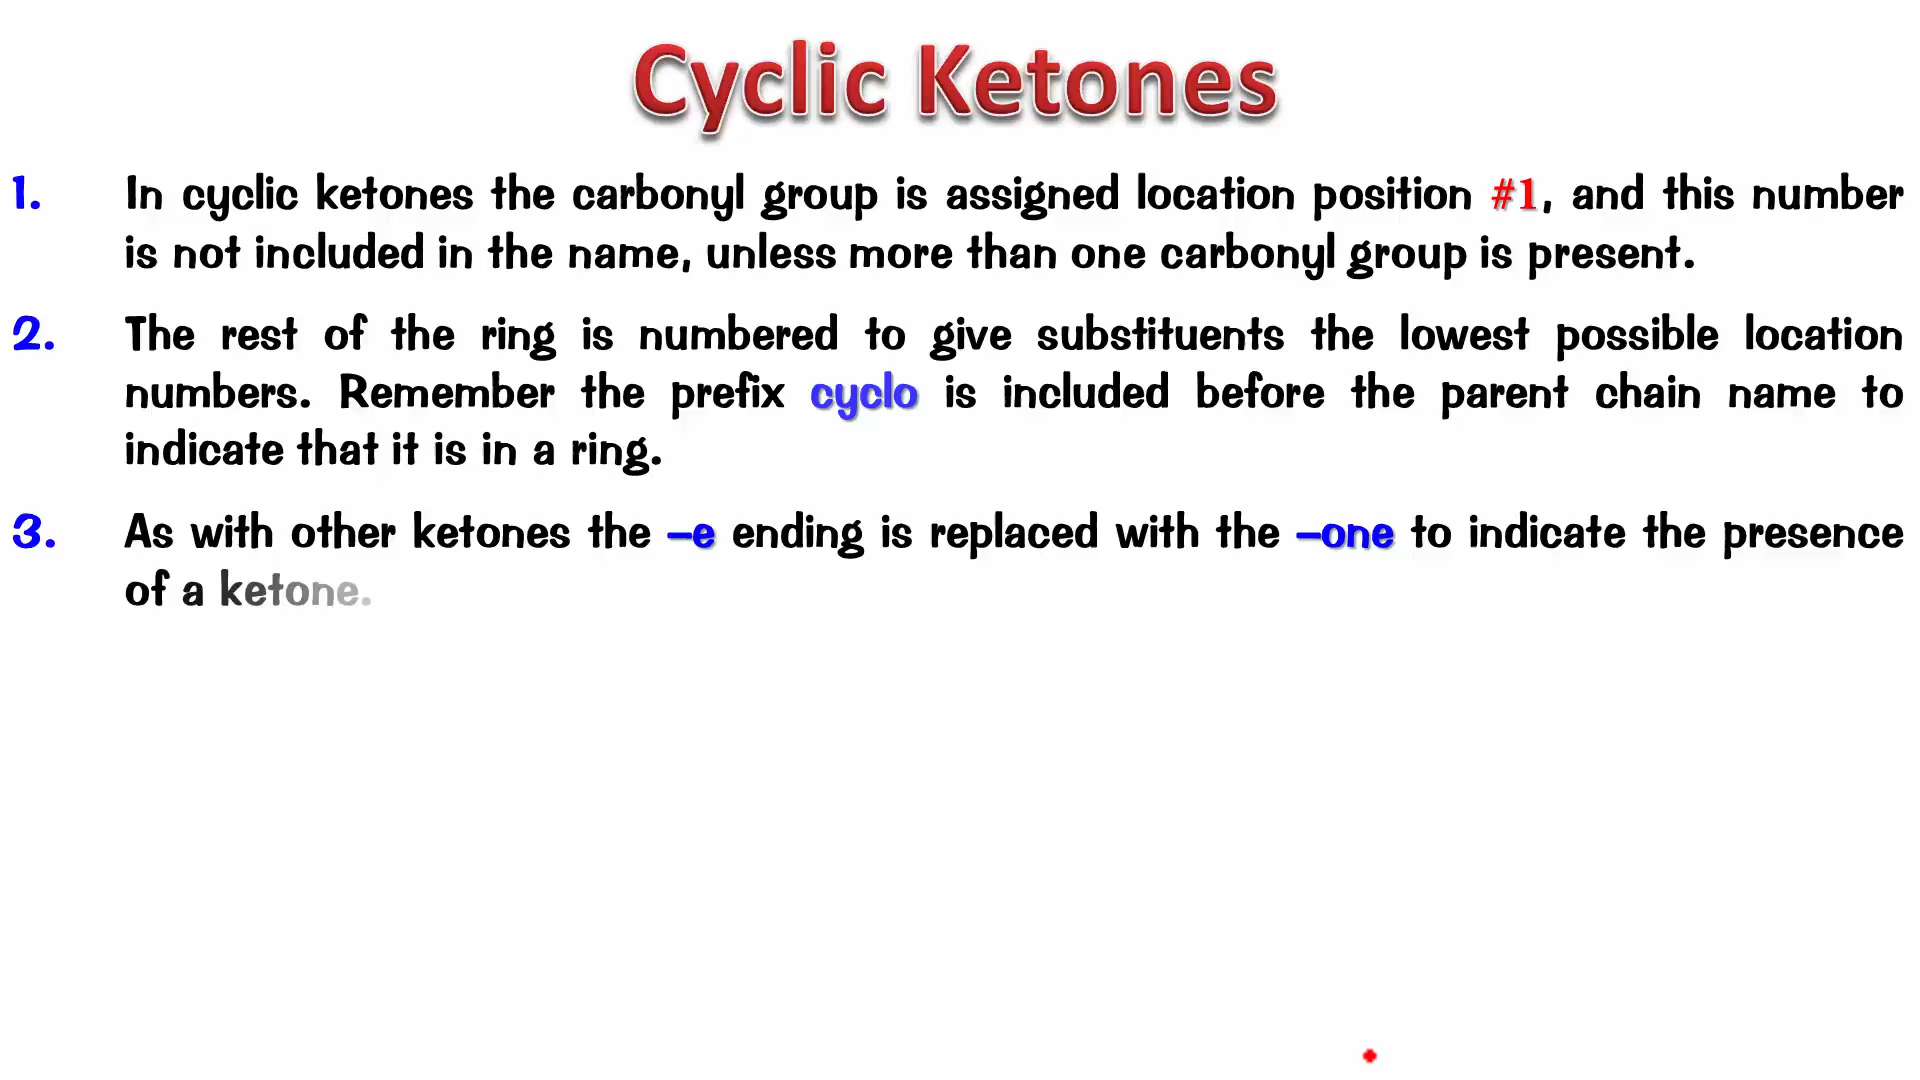 Cyclic Ketones
1. In cyclic ketones the carbonyl group is assigned location position #1, and this number
is not included in the name, unless more than one carbonyl group is present.
2. The rest of the ring is numbered to give substituents the lowest possible location
numbers. Remember the prefix cyclo is included before the parent chain name to
indicate that it is in a ring.
3. As with other ketones the –e ending is replaced with the –one to indicate the presence
of a ketone.